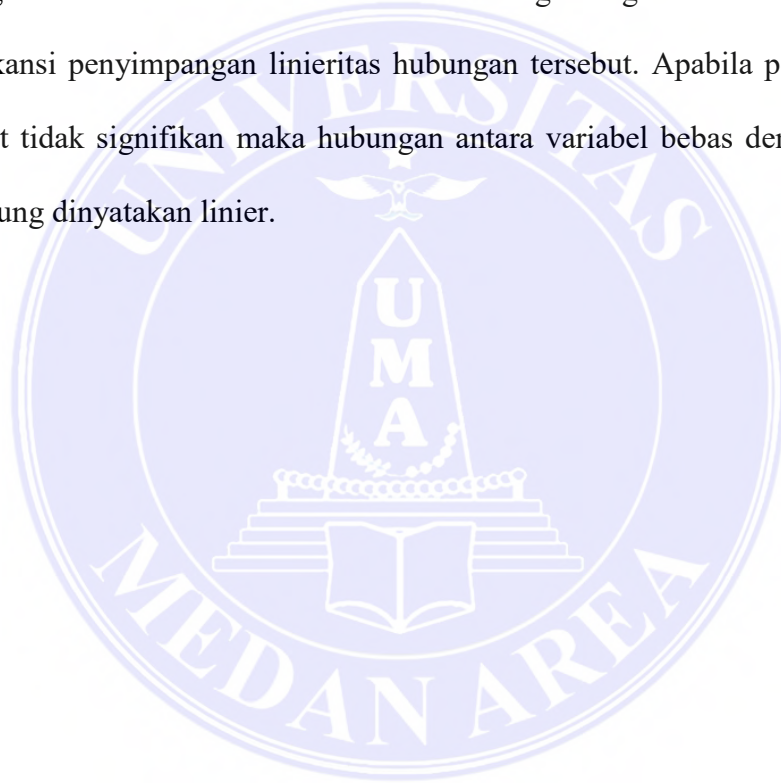 kansi penyimpangan linieritas hubungan tersebut. Apabila p
t tidak signifikan maka hubungan antara variabel bebas den
ung dinyatakan linier.
UNIVERSITAS
UMA
MEDAN AREA